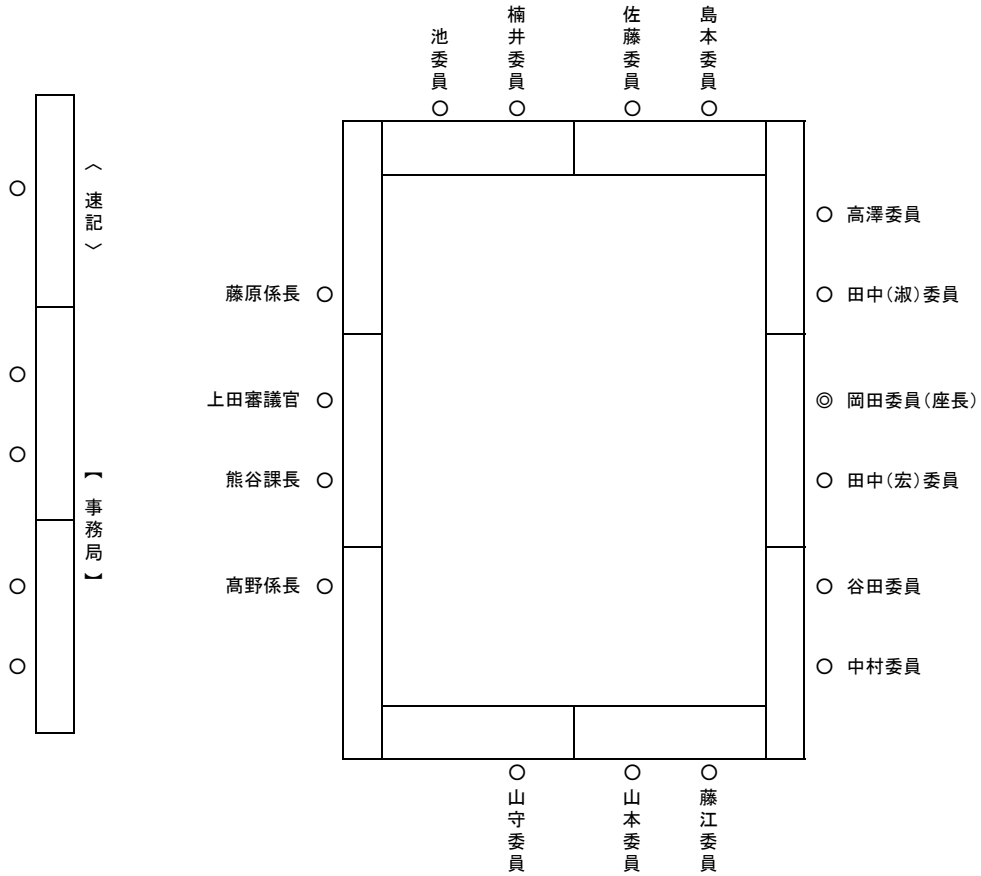 池委員
楠井委員
佐藤委員
島本委員
〈速記〉
【事務局】
藤原係長
上田審議官
熊谷課長
髙野係長
高澤委員
田中(淑)委員
岡田委員(座長)
田中(宏)委員
谷田委員
中村委員
山守委員
山本委員
藤江委員